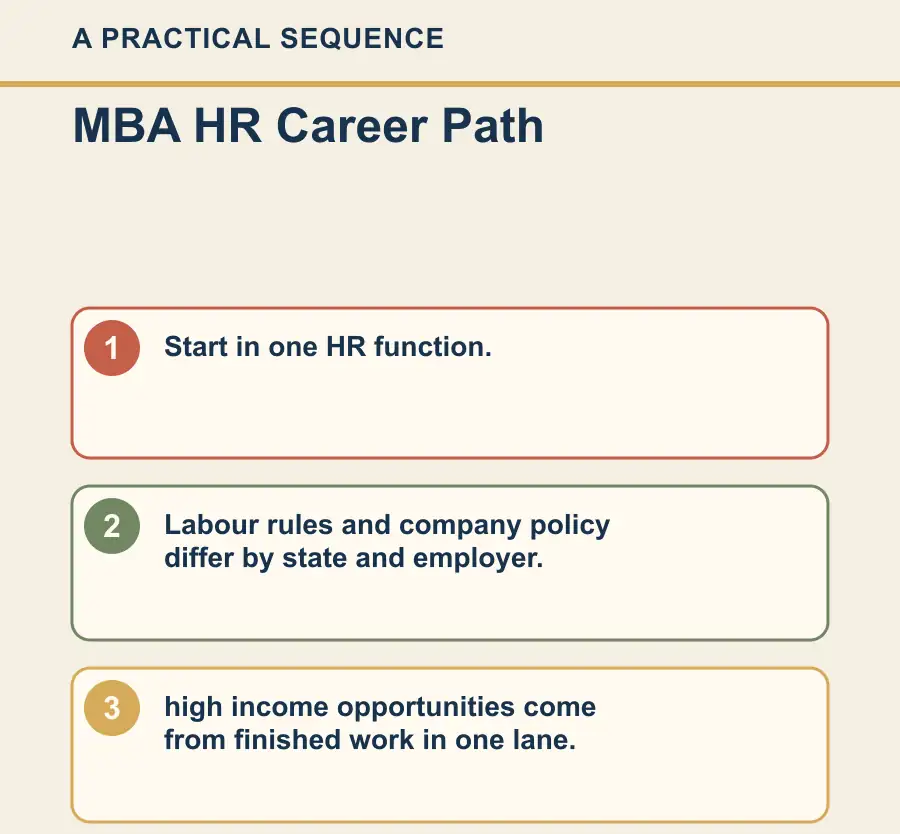 A PRACTICAL SEQUENCE
MBA HR Career Path
1
Start in one HR function.
2
Labour rules and company policy
differ by state and employer.
3
high income opportunities come
from finished work in one lane.